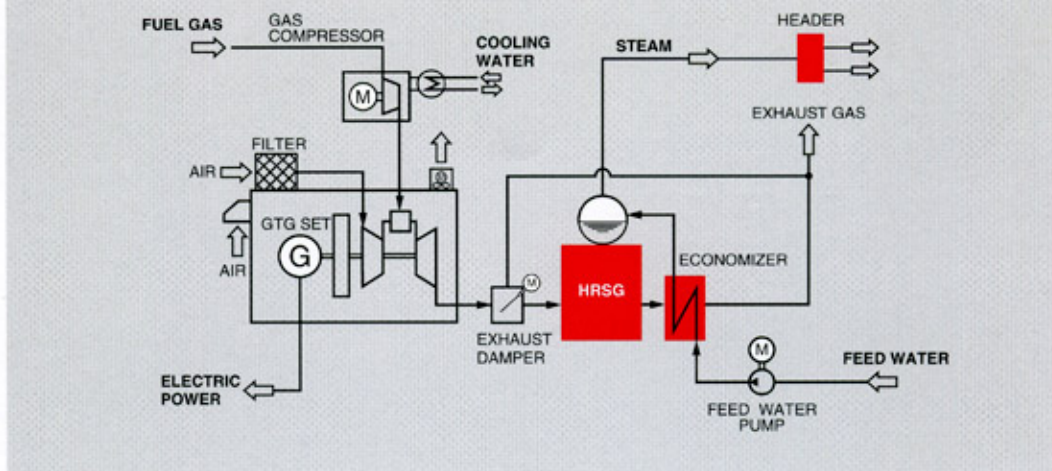 FUEL GAS
GAS
COMPRESSOR
COOLING
WATER
M
STEAM
HEADER
EXHAUST GAS
FILTER
AIR
GTG SET
G
AIR
M
HRSG
ECONOMIZER
EXHAUST
DAMPER
M
FEED WATER
FEED WATER
PUMP
ELECTRIC
POWER